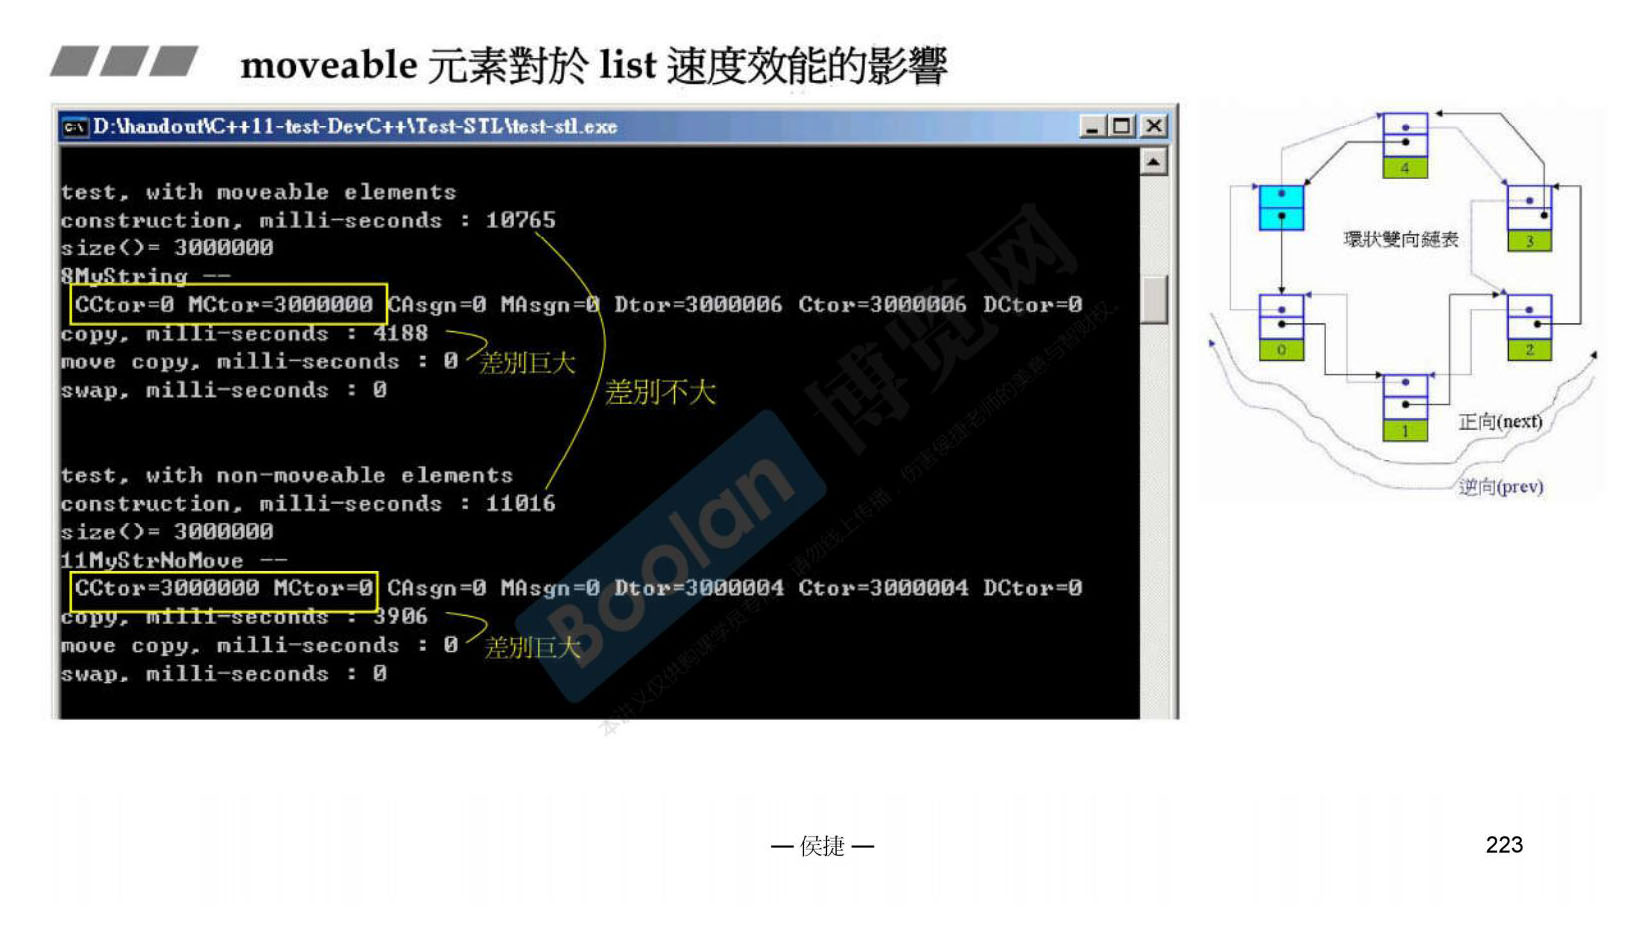 moveable 元素對於 list 速度效能的影響
D:\handout\C++11-test-DevC++\Test-STL\test-stl.exe
test, with moveable elements
construction, milli-seconds : 10765
size()= 3000000
8MyString --
CCtor=0 MCtor=3000000 CAsgn=0 MAsgn=0 Dtor=3000006 Ctor=3000006 DCtor=0
copy, milli-seconds : 4188
move copy, milli-seconds : 0 差別巨大
swap, milli-seconds : 0
差別不大
test, with non-moveable elements
construction, milli-seconds : 11016
size()= 3000000
11MyStrNoMove --
CCtor=3000000 MCtor=0 CAsgn=0 MAsgn=0 Dtor=3000004 Ctor=3000004 DCtor=0
copy, milli-seconds : 3906
move copy, milli-seconds : 0 差別巨大
swap, milli-seconds : 0
4
環狀雙向鏈表
3
0
2
1
正向(next)
逆向(prev)
Boolan 博览网
— 侯捷 —
223